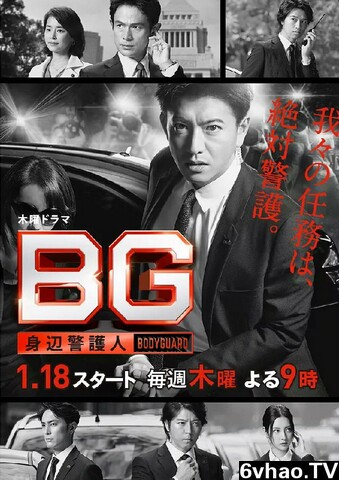 我々の任務は、
絶対警護。
木曜ドラマ
BG
身辺警護人 BODYGUARD
1.18スタート 毎週木曜 よる9時
6vhao.TV